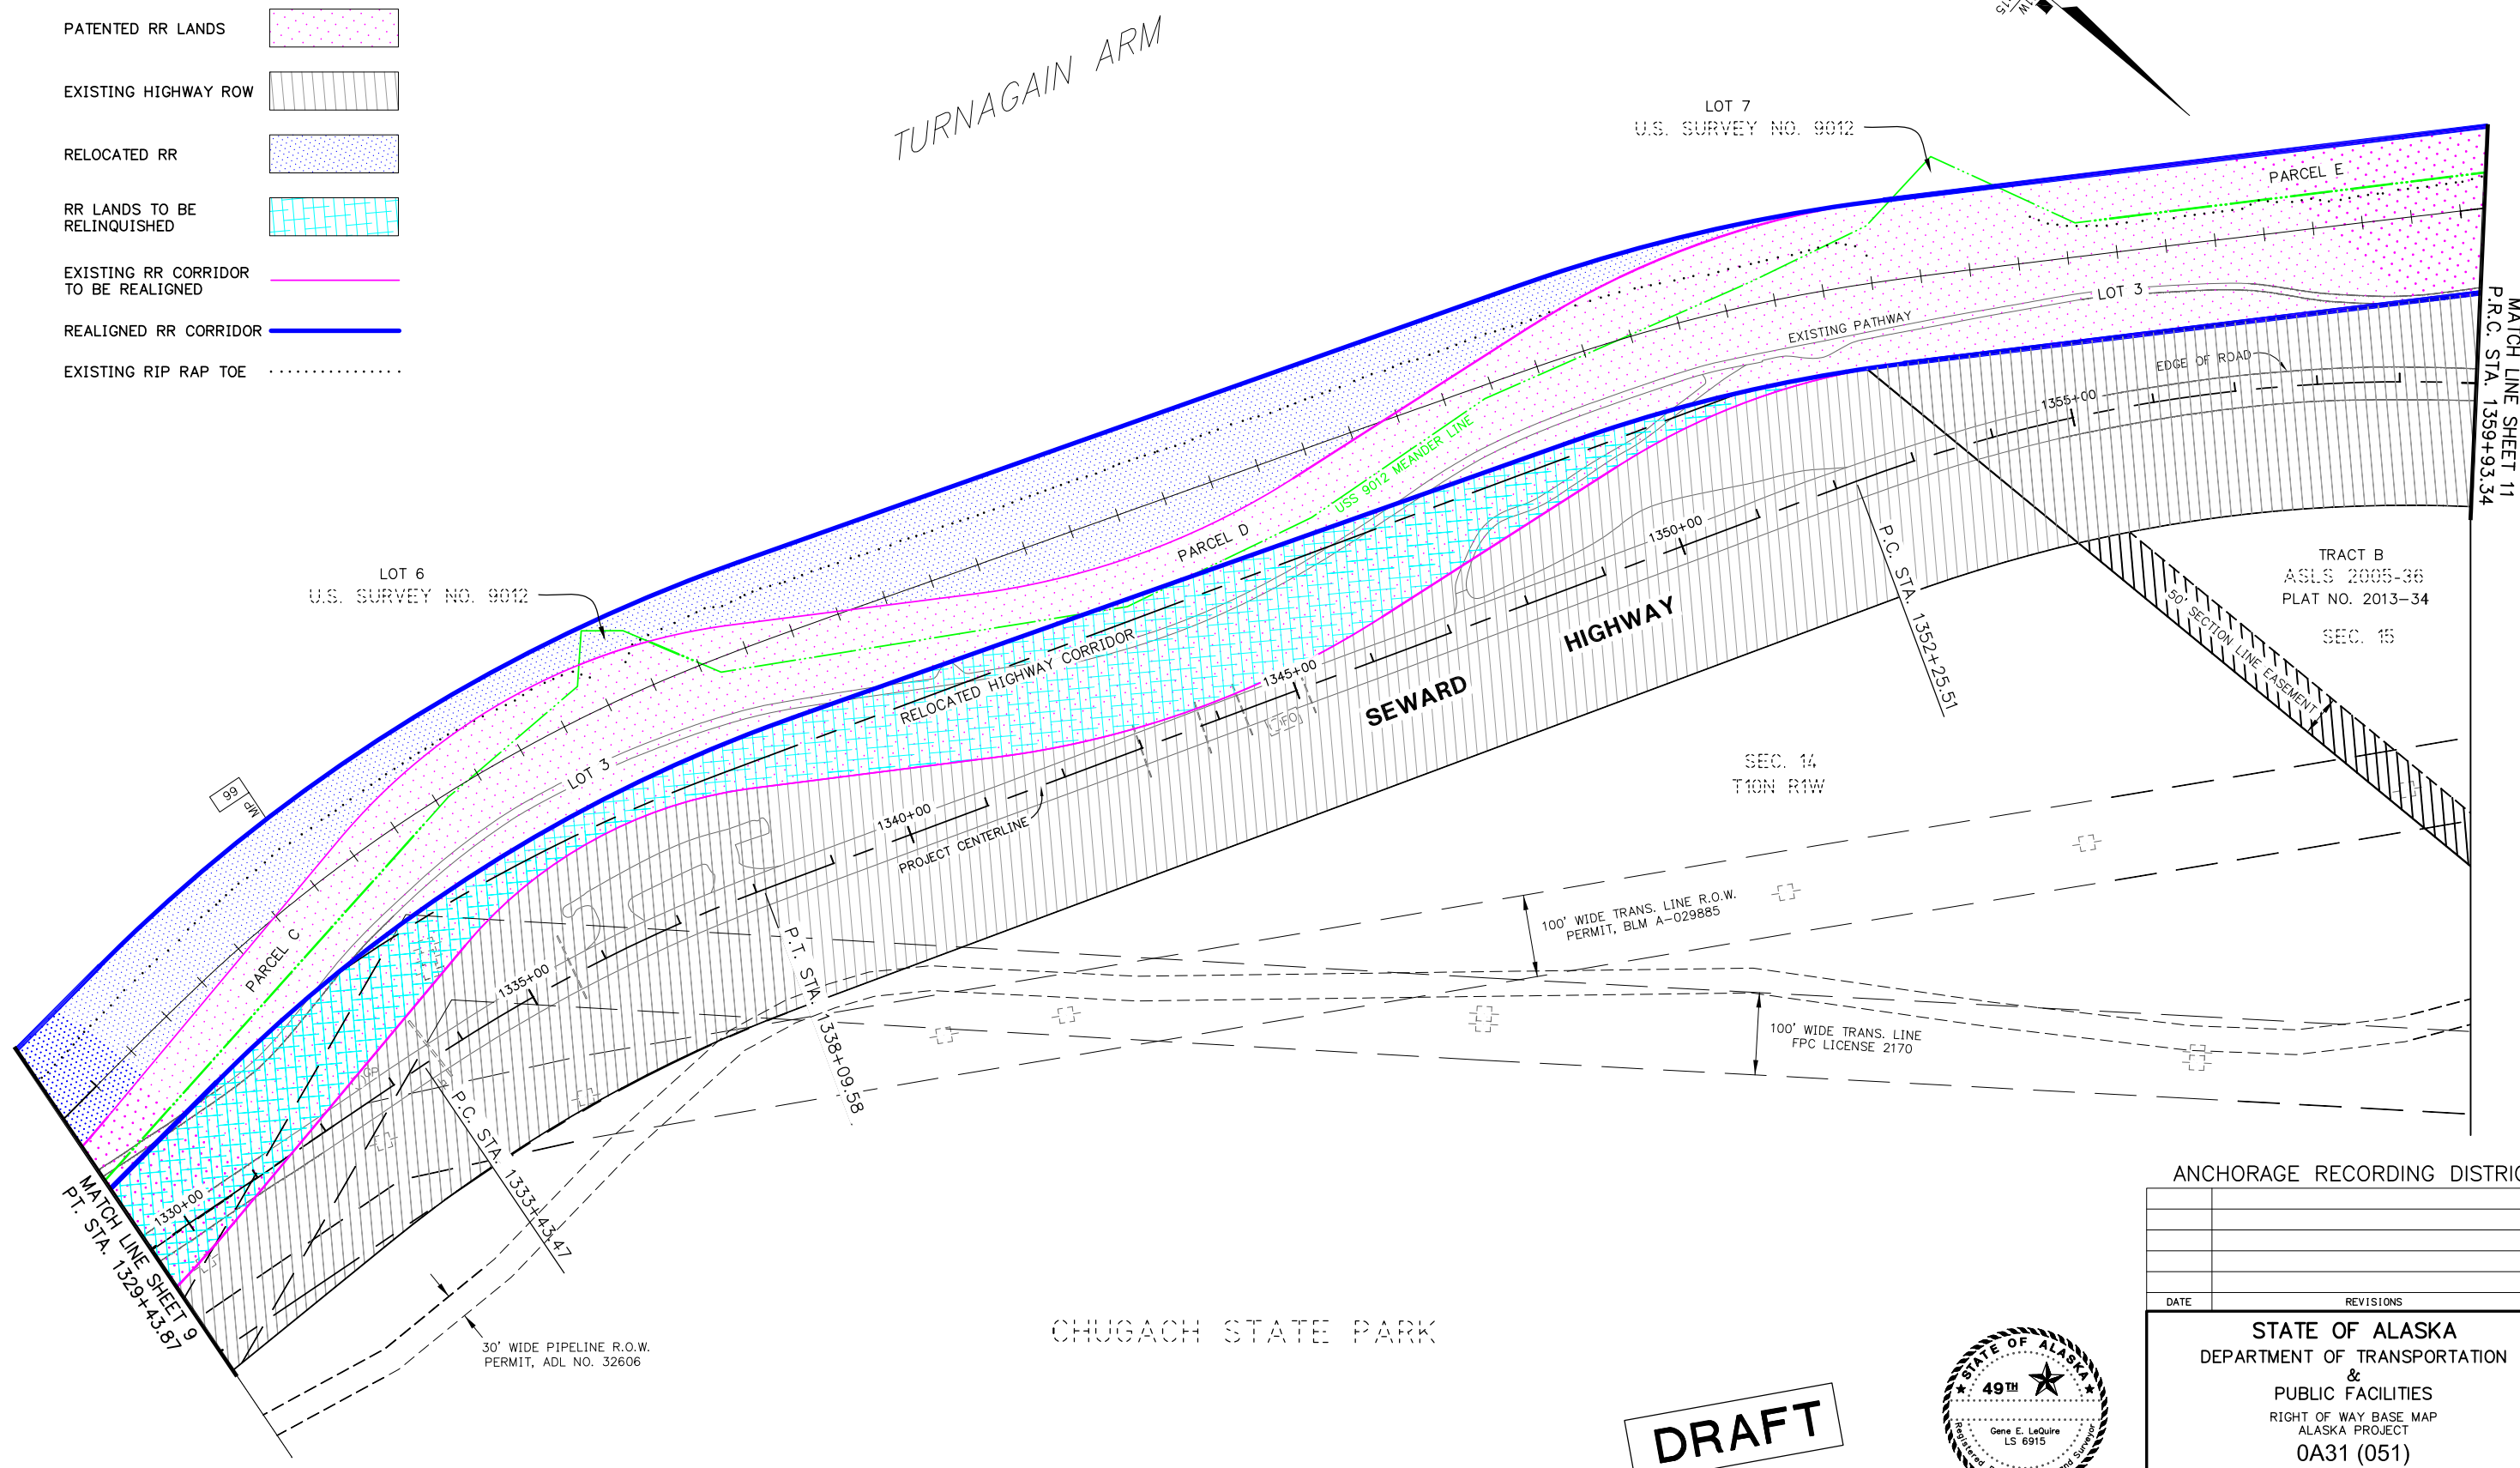 PATENTED RR LANDS
EXISTING HIGHWAY ROW
RELOCATED RR
RR LANDS TO BE
RELINQUISHED
EXISTING RR CORRIDOR
TO BE REALIGNED
REALIGNED RR CORRIDOR
EXISTING RIP RAP TOE
TURNAGAIN ARM
LOT 7
U.S. SURVEY NO. 9012
PARCEL E
LOT 3
EXISTING PATHWAY
EDGE OF ROAD
1355+00
MATCH LINE SHEET 11
P.R.C. STA. 1359+93.34
USS 9012 MEANDER LINE
PARCEL D
1350+00
P.C. STA. 1352+25.51
LOT 6
U.S. SURVEY NO. 9012
RELOCATED HIGHWAY CORRIDOR
1345+00
SEWARD HIGHWAY
TRACT B
ASLS 2005-36
PLAT NO. 2013-34
SEC. 15
50' SECTION LINE EASEMENT
SEC. 14
T10N R1W
LOT 3
MP 99
1340+00
PROJECT CENTERLINE
PARCEL C
1335+00
P.T. STA. 1338+09.58
100' WIDE TRANS. LINE R.O.W.
PERMIT, BLM A-029885
100' WIDE TRANS. LINE
FPC LICENSE 2170
P.C. STA. 1333+43.47
1330+00
MATCH LINE SHEET 9
PT. STA. 1329+43.87
30' WIDE PIPELINE R.O.W.
PERMIT, ADL NO. 32606
CHUGACH STATE PARK
DRAFT
STATE OF ALASKA
49TH
Gene E. LeQuire
LS 6915
Registered
Surveyor
ANCHORAGE RECORDING DISTRIC
DATE REVISIONS
STATE OF ALASKA
DEPARTMENT OF TRANSPORTATION
&
PUBLIC FACILITIES
RIGHT OF WAY BASE MAP
ALASKA PROJECT
0A31 (051)